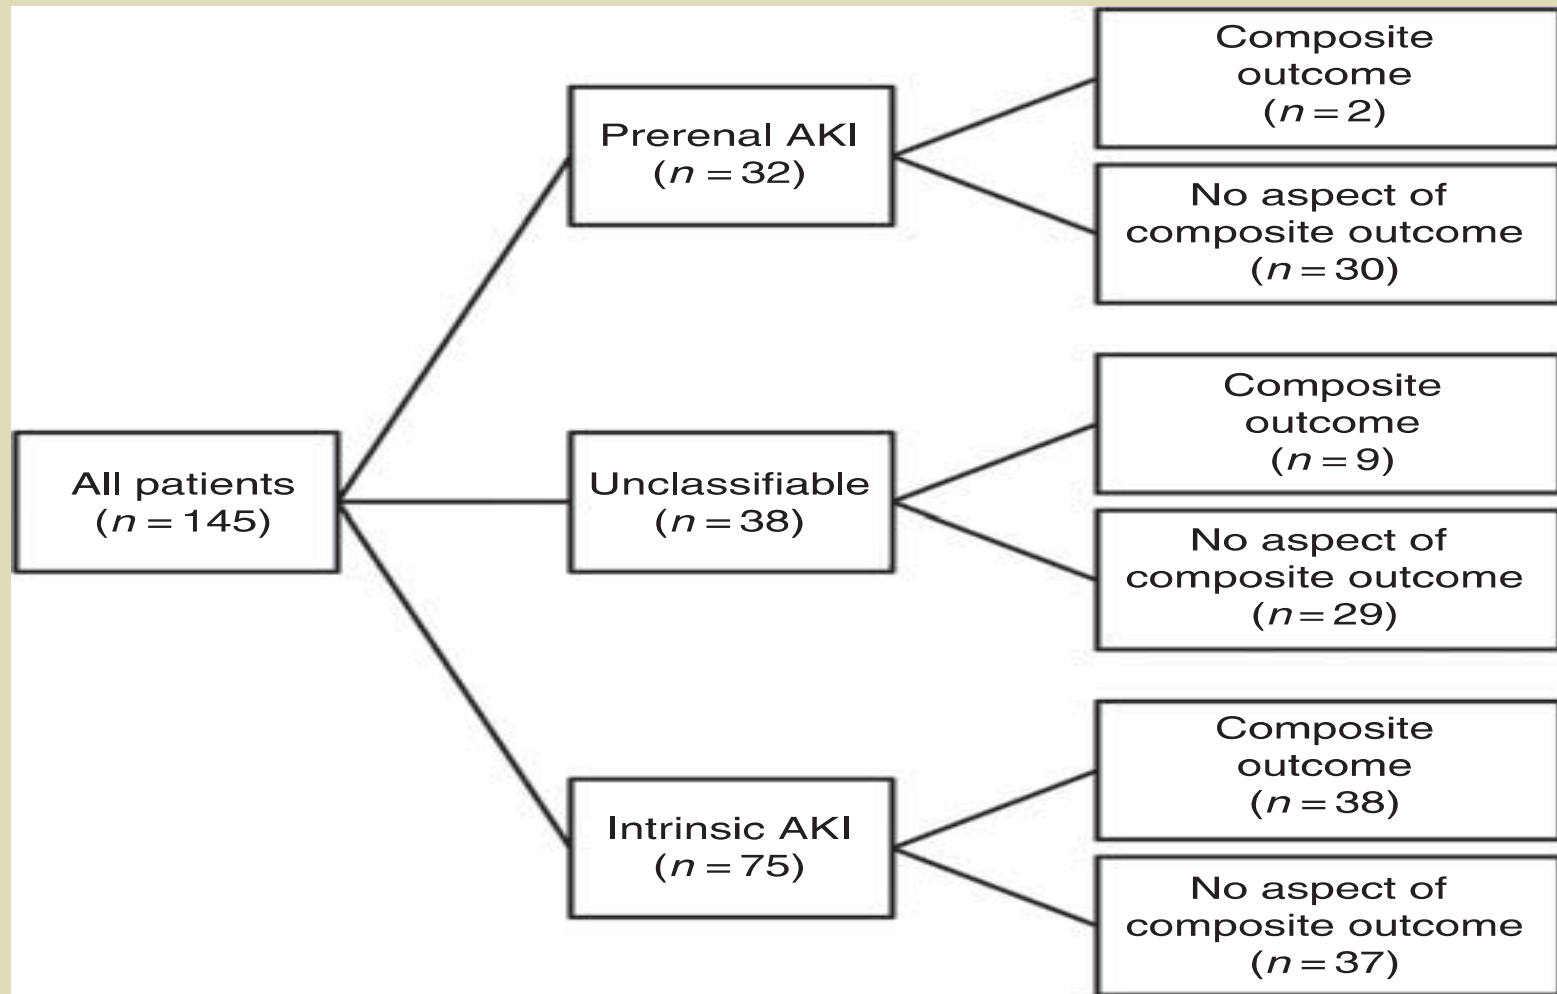 All patients
(n = 145)
Prerenal AKI
(n = 32)
Composite
outcome
(n = 2)
No aspect of
composite outcome
(n = 30)
Unclassifiable
(n = 38)
Composite
outcome
(n = 9)
No aspect of
composite outcome
(n = 29)
Intrinsic AKI
(n = 75)
Composite
outcome
(n = 38)
No aspect of
composite outcome
(n = 37)